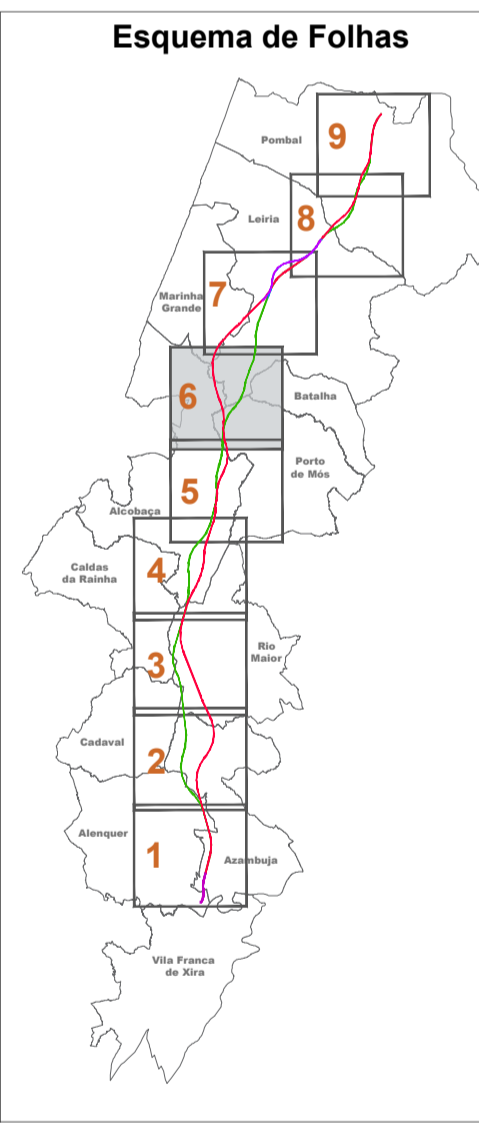 Esquema de Folhas
Pombal
9
Leiria
8
Marinha
Grande
7
6
Batalha
Porto
de Mós
5
Alcobaça
Caldas
da Rainha
4
Rio
Maior
3
Cadaval
2
Alenquer
1
Azambuja
Vila Franca
de Xira